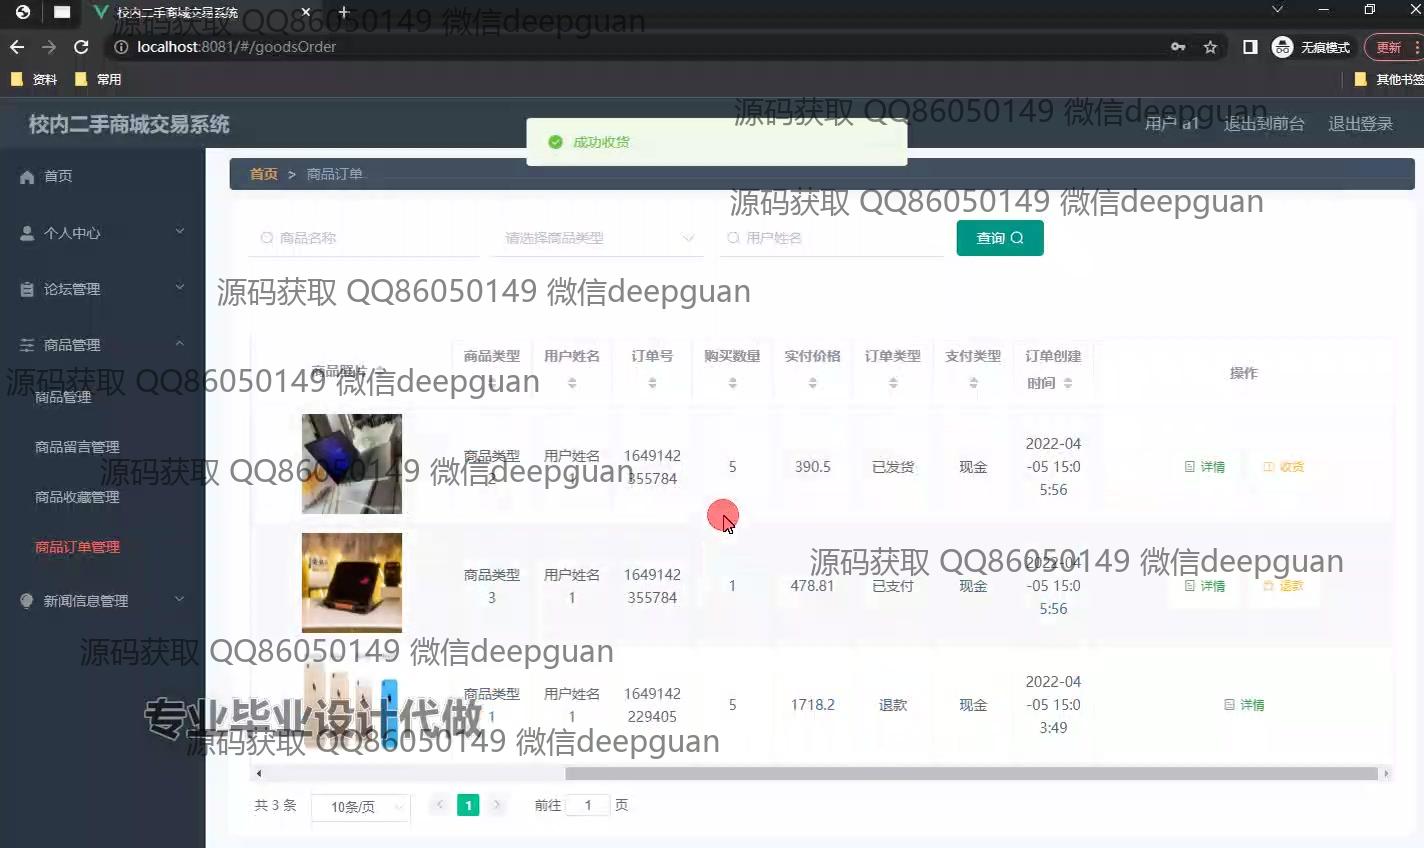 校内二手商城交易系统
源码获取 QQ86050149 微信deepguan
localhost:8081/#/goodsOrder
无痕模式
更新
资料
常用
其他书签
源码获取 QQ86050149 微信deepguan
校内二手商城交易系统
用户 a1
退出到前台
退出登录
成功收货
首页
首页 > 商品订单
源码获取 QQ86050149 微信deepguan
个人中心
商品名称
请选择商品类型
用户姓名
查询
论坛管理
源码获取 QQ86050149 微信deepguan
商品管理
商品照片
商品类型
用户姓名
订单号
购买数量
实付价格
订单类型
支付类型
订单创建
时间
操作
源码获取 QQ86050149 微信deepguan
商品管理
商品留言管理
商品类型
2
用户姓名
1
1649142
355784
5
390.5
已发货
现金
2022-04
-05 15:0
5:56
详情
收货
源码获取 QQ86050149 微信deepguan
商品收藏管理
商品订单管理
源码获取 QQ86050149 微信deepguan
商品类型
3
用户姓名
1
1649142
355784
1
478.81
已支付
现金
2022-04
-05 15:0
5:56
详情
退款
新闻信息管理
源码获取 QQ86050149 微信deepguan
商品类型
1
用户姓名
1
1649142
229405
5
1718.2
退款
现金
2022-04
-05 15:0
3:49
详情
专业毕业设计代做
源码获取 QQ86050149 微信deepguan
共 3 条
10条/页
1
前往 1 页